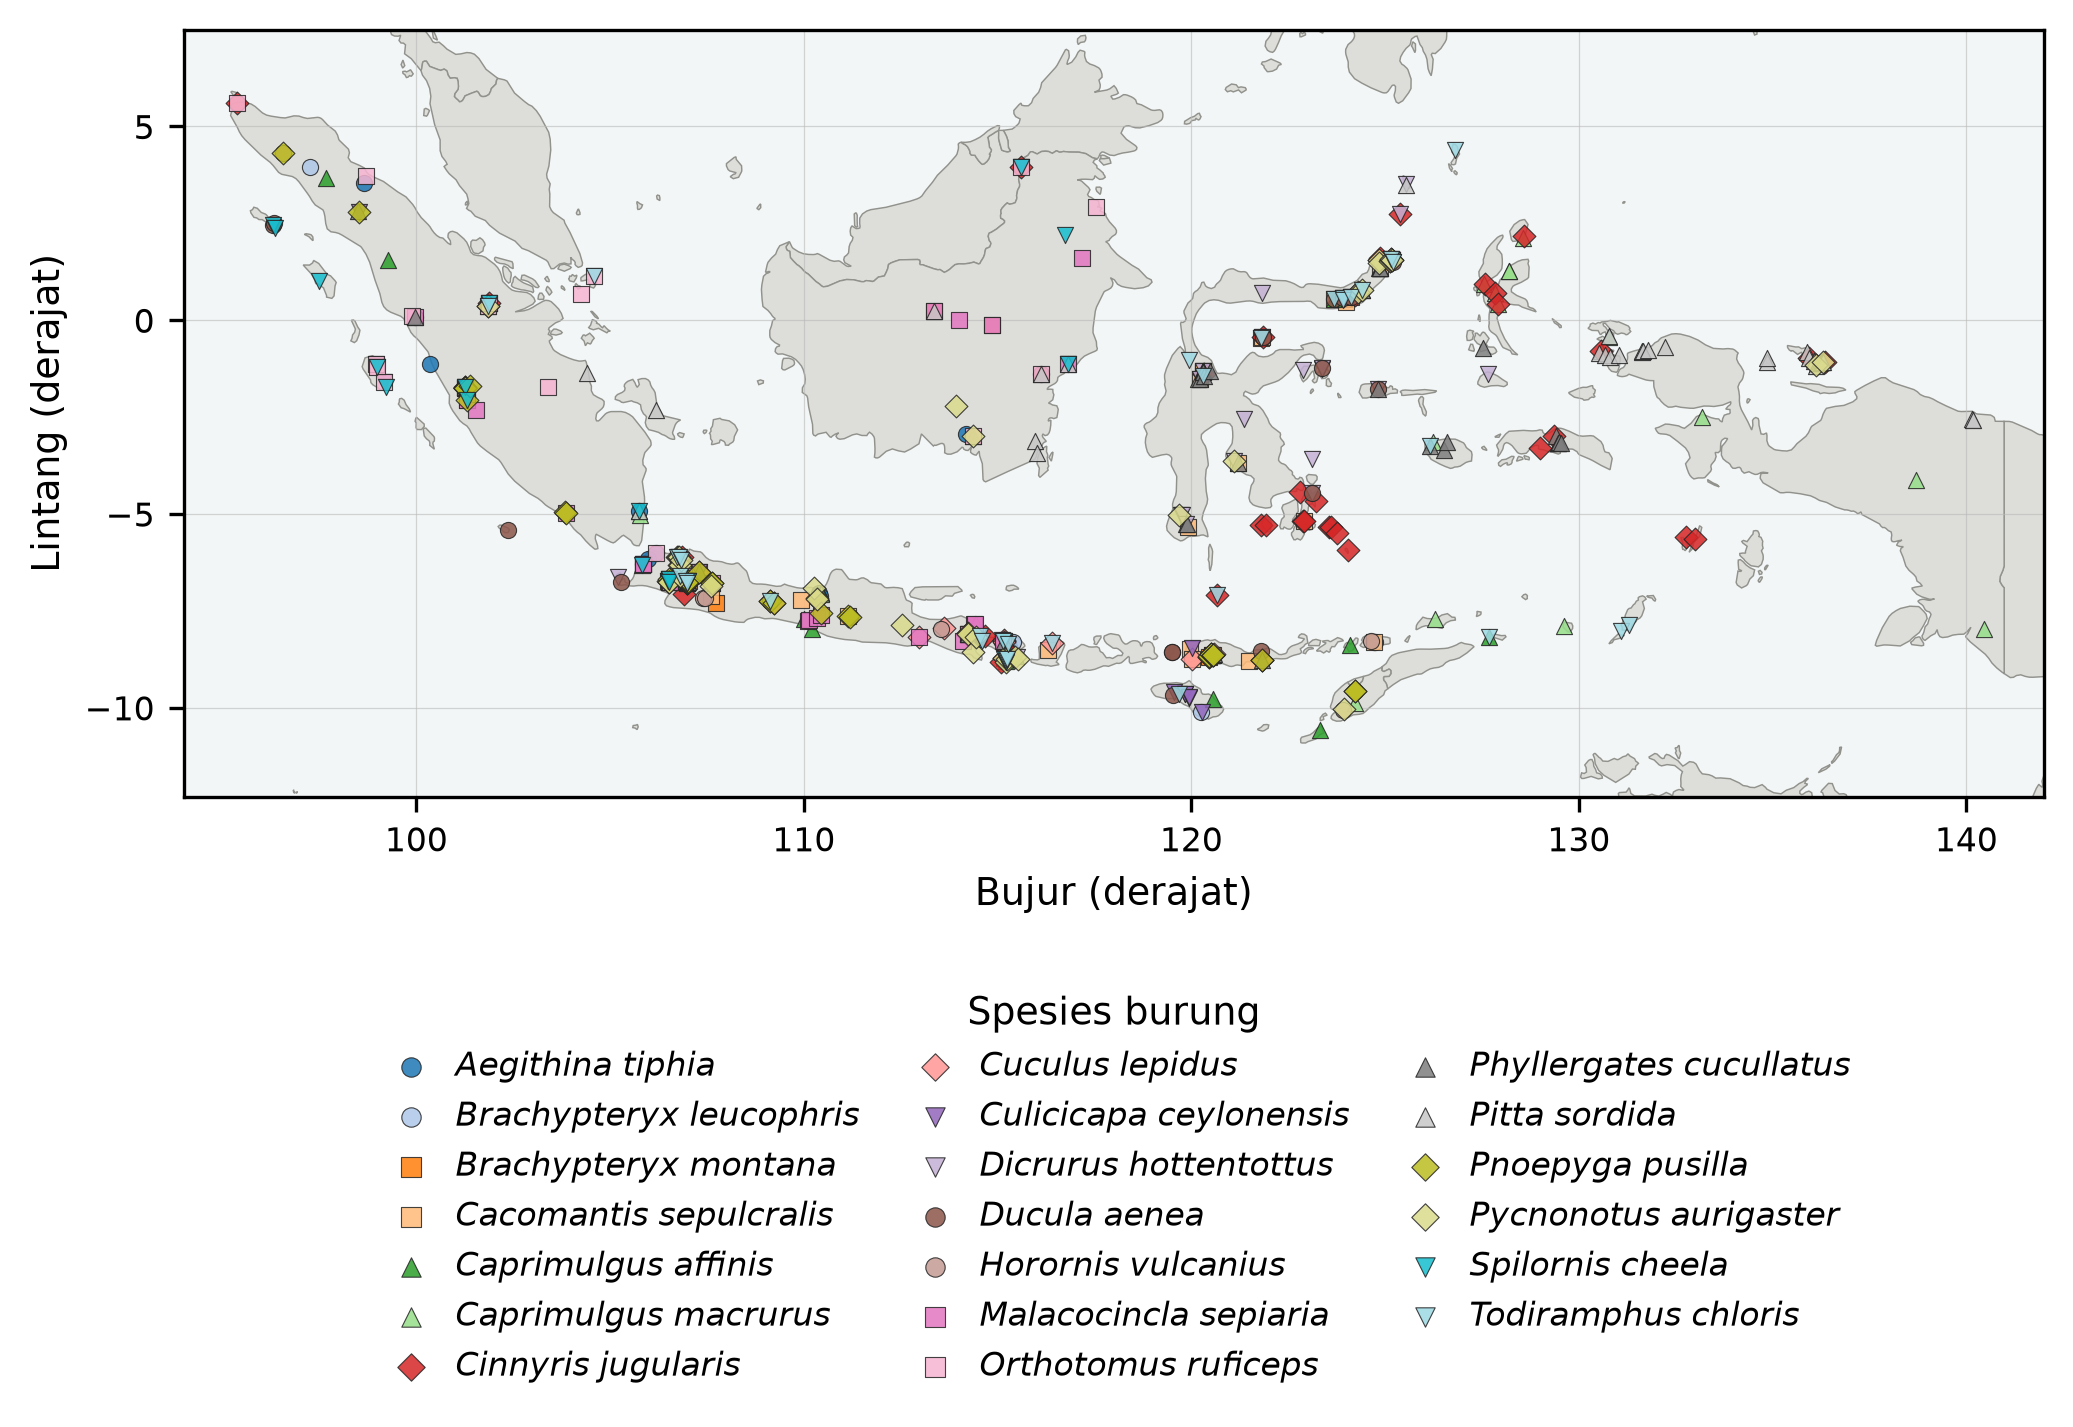 5
0
−5
−10
100
110
120
130
140
Lintang (derajat)
Bujur (derajat)
Spesies burung
Aegithina tiphia
Brachypteryx leucophris
Brachypteryx montana
Cacomantis sepulcralis
Caprimulgus affinis
Caprimulgus macrurus
Cinnyris jugularis
Cuculus lepidus
Culicicapa ceylonensis
Dicrurus hottentottus
Ducula aenea
Horornis vulcanius
Malacocincla sepiaria
Orthotomus ruficeps
Phyllergates cucullatus
Pitta sordida
Pnoepyga pusilla
Pycnonotus aurigaster
Spilornis cheela
Todiramphus chloris